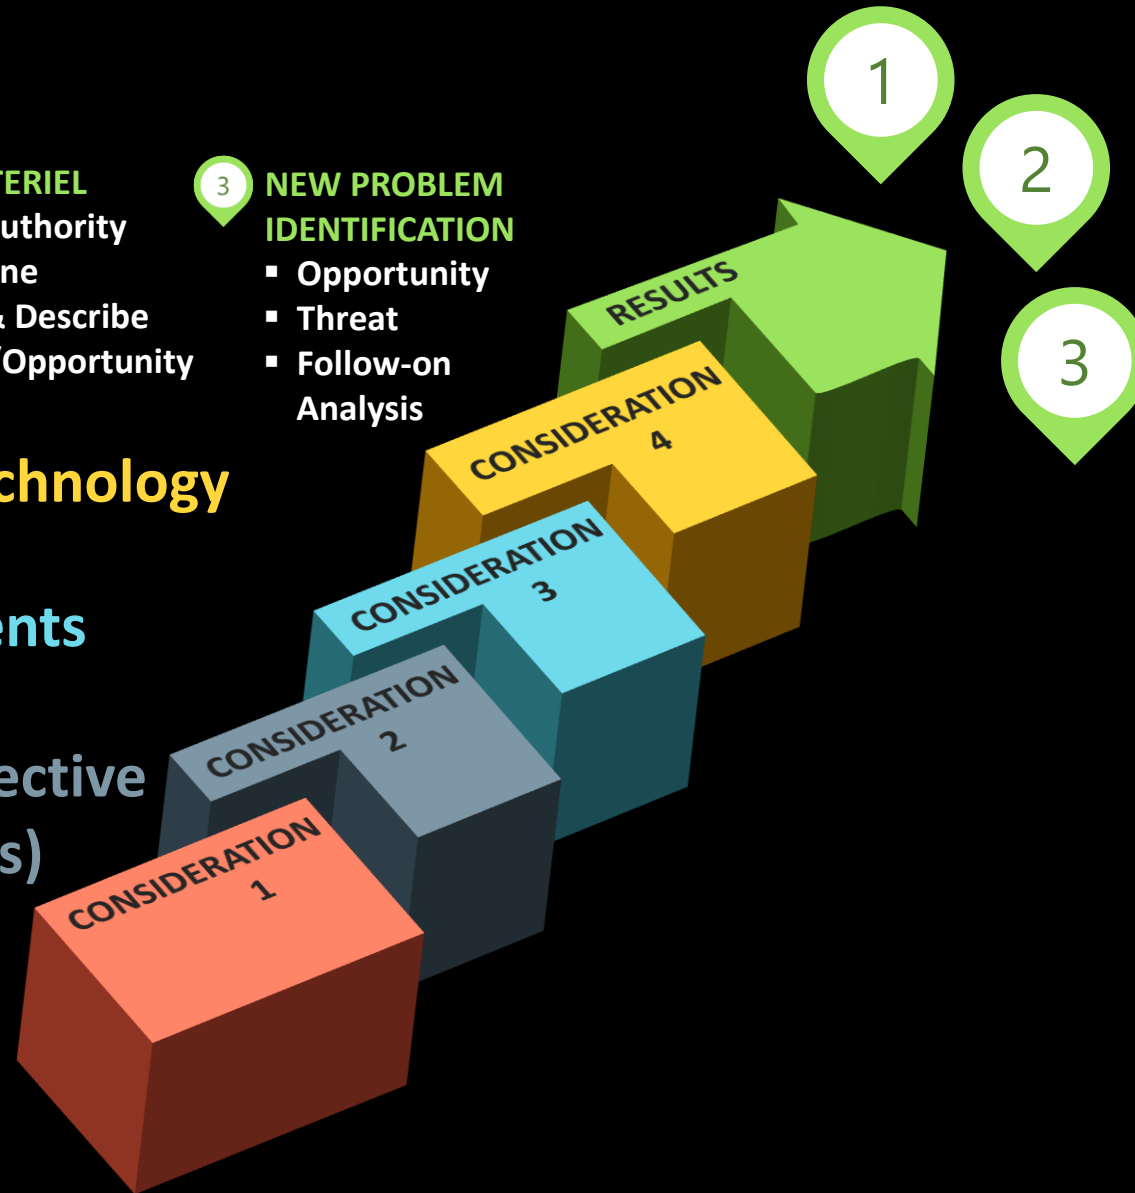 1
2
3
TERIEL
uthority
ne
& Describe
/Opportunity
3
NEW PROBLEM
IDENTIFICATION
▪ Opportunity
▪ Threat
▪ Follow-on
Analysis
chnology
ents
ective
s)
RESULTS
CONSIDERATION
4
CONSIDERATION
3
CONSIDERATION
2
CONSIDERATION
1